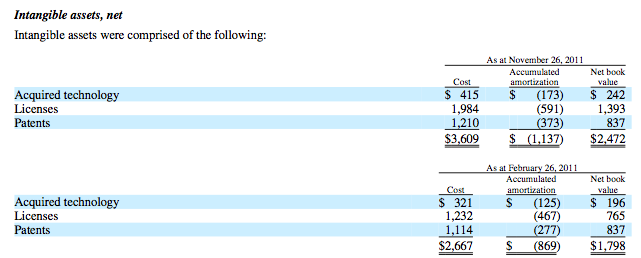 Intangible assets, net
Intangible assets were comprised of the following:
As at November 26, 2011
Accumulated Net book
Cost amortization value
Acquired technology $ 415 $ (173) $ 242
Licenses 1,984 (591) 1,393
Patents 1,210 (373) 837
$3,609 $ (1,137) $2,472
As at February 26, 2011
Accumulated Net book
Cost amortization value
Acquired technology $ 321 $ (125) $ 196
Licenses 1,232 (467) 765
Patents 1,114 (277) 837
$2,667 $ (869) $1,798